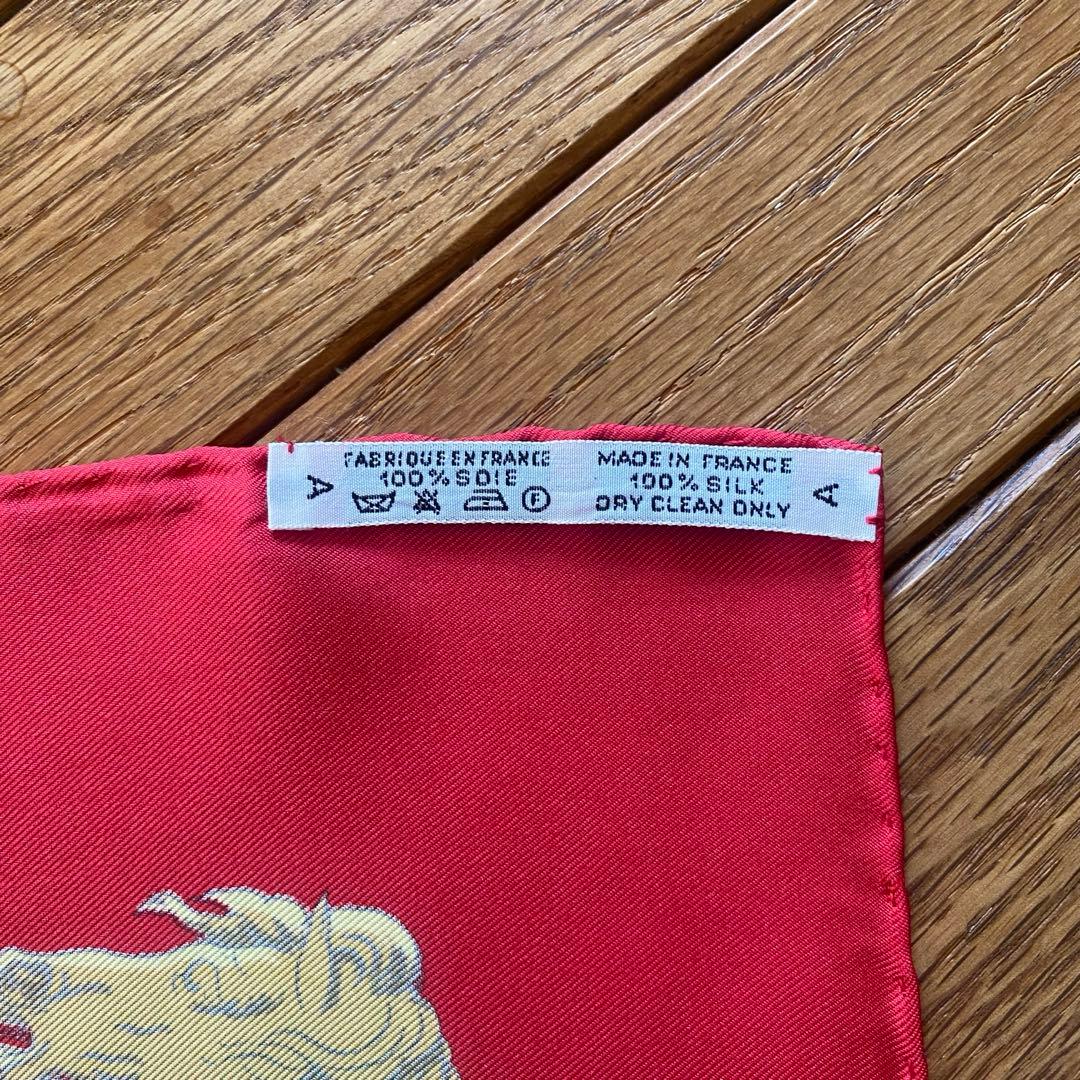 A
FABRIQUE EN FRANCE
100% SOIE
F
MADE IN FRANCE
100% SILK
DRY CLEAN ONLY
A